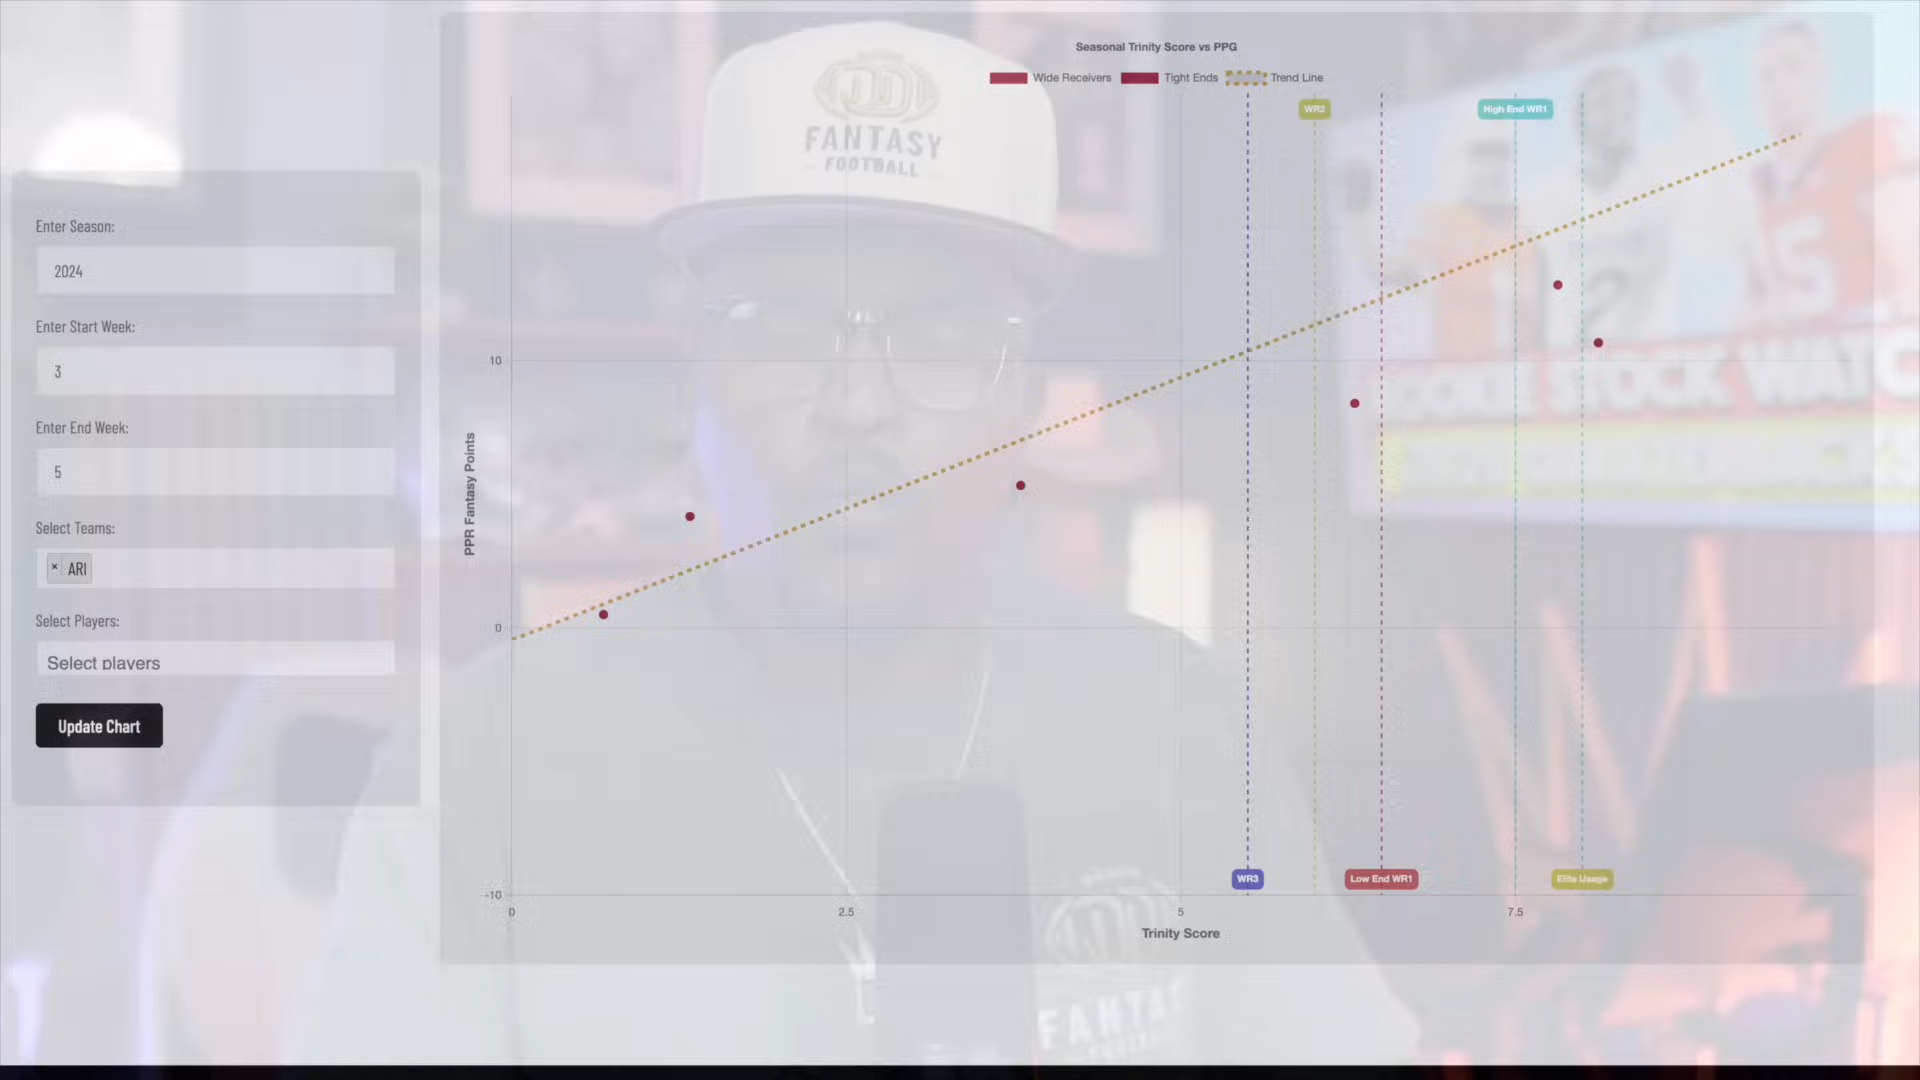 Seasonal Trinity Score vs PPG
Wide Receivers Tight Ends Trend Line
WR2 High End WR1
Enter Season:
2024
Enter Start Week:
3
Enter End Week:
5
Select Teams:
× ARI
Select Players:
Select players
Update Chart
PPR Fantasy Points
10
0
-10
WR3 Low End WR1 Elite Usage
0 2.5 5 7.5
Trinity Score
FANTASY
FOOTBALL
STOCK WATCH